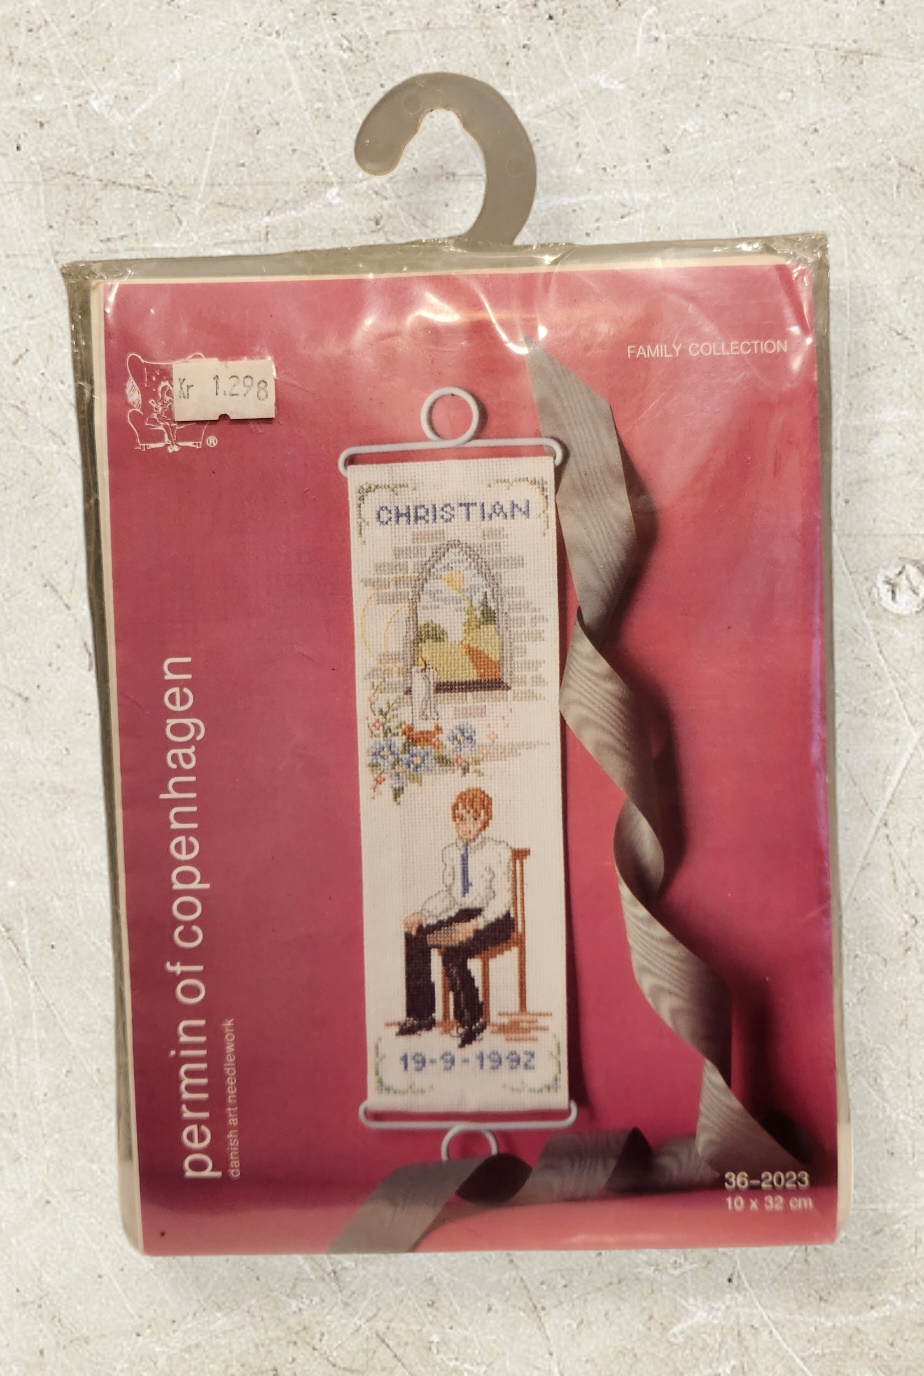 FAMILY COLLECTION
Kr 1.298
®
CHRISTIAN
19-9-1992
permin of copenhagen
danish art needlework
36-2023
10 x 32 cm